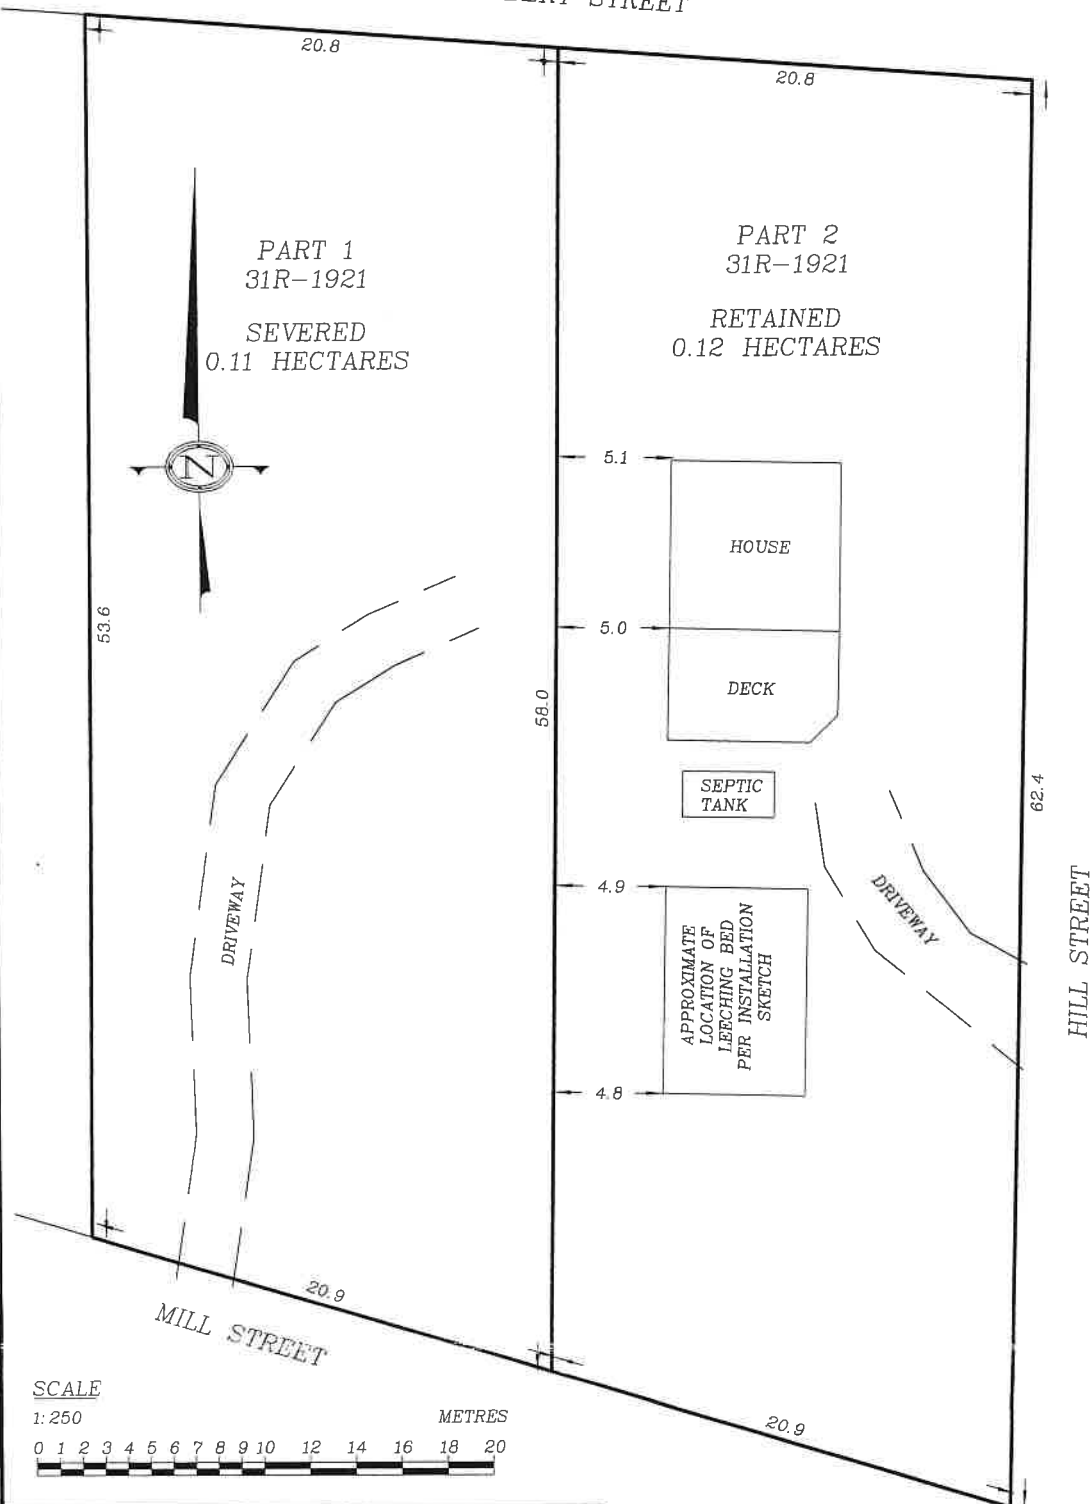 STREET
20.8
20.8
PART 1
31R-1921
SEVERED
0.11 HECTARES
PART 2
31R-1921
RETAINED
0.12 HECTARES
N
5.1
HOUSE
53.6
5.0
DECK
58.0
62.4
SEPTIC
TANK
DRIVEWAY
4.9
DRIVEWAY
APPROXIMATE
LOCATION OF
LEECHING BED
PER INSTALLATION
SKETCH
HILL STREET
4.8
20.9
MILL STREET
20.9
SCALE
1:250
METRES
0 1 2 3 4 5 6 7 8 9 10 12 14 16 18 20